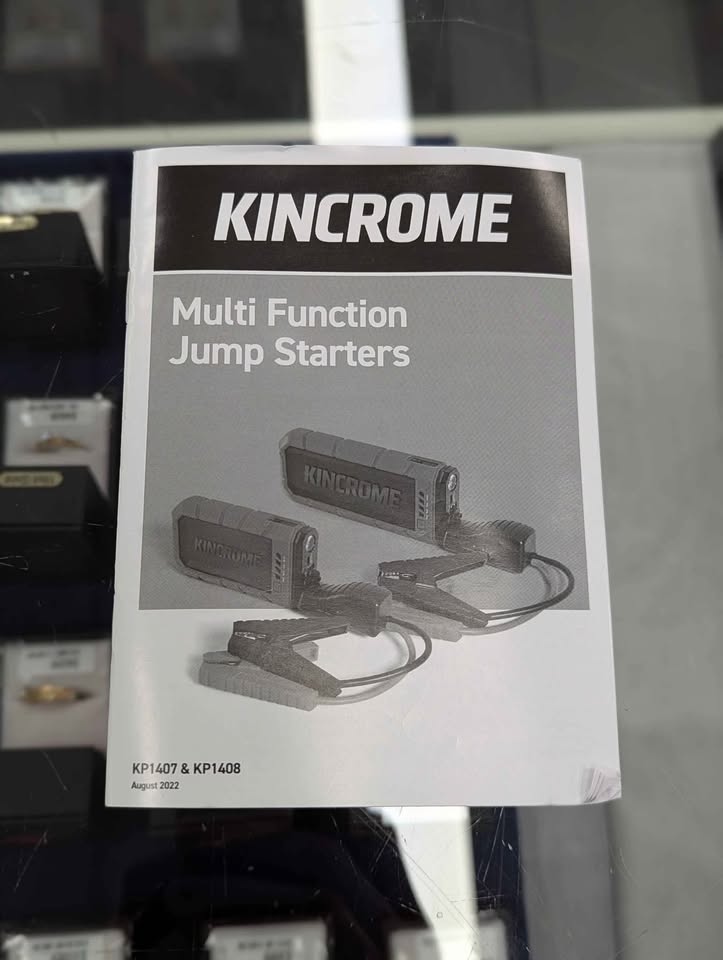 KINCROME
Multi Function
Jump Starters
KINCROME
KINCROME
KP1407 & KP1408
August 2022